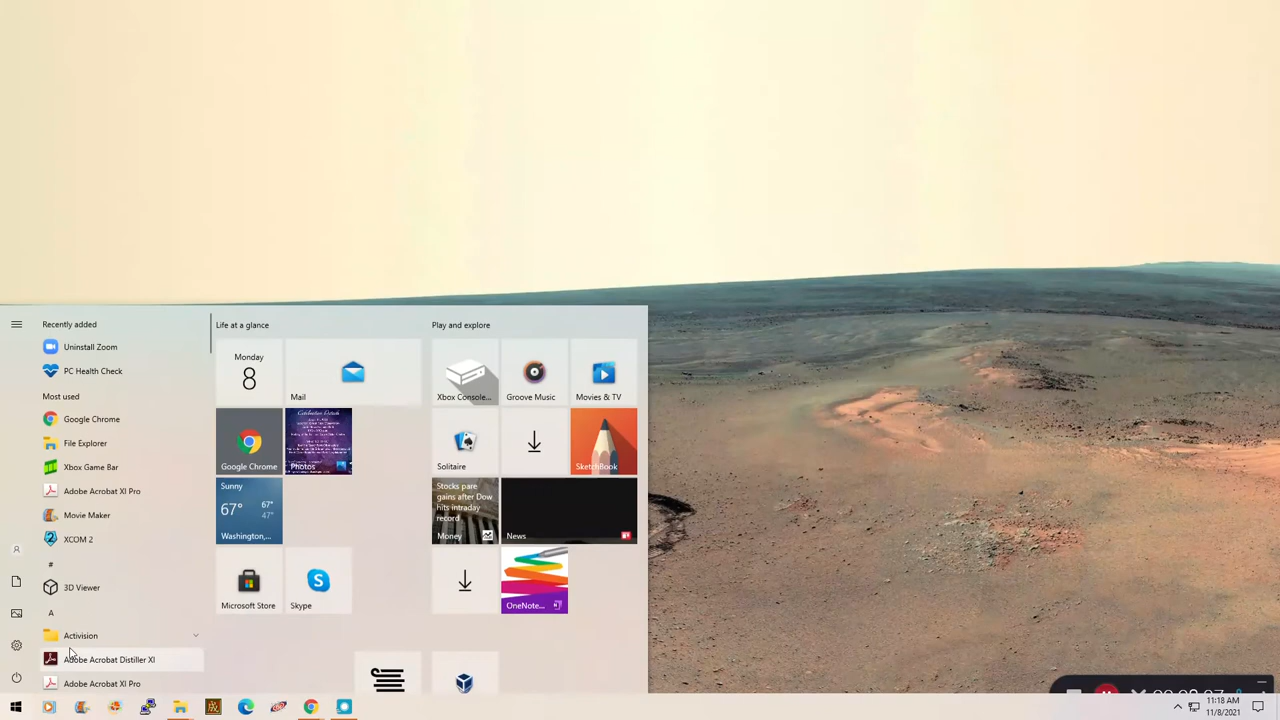 Recently added
Uninstall Zoom
PC Health Check
Most used
Google Chrome
File Explorer
Xbox Game Bar
Adobe Acrobat XI Pro
Movie Maker
XCOM 2
#
3D Viewer
A
Activision
Adobe Acrobat Distiller XI
Adobe Acrobat XI Pro
Life at a glance
Monday
8
Mail
Google Chrome
Photos
Sunny
67° 67°
47°
Washington,...
Microsoft Store
Skype
Play and explore
Xbox Console...
Groove Music
Movies & TV
Solitaire
SketchBook
Stocks pare
gains after Dow
hits intraday
record
Money
News
OneNote...
11:18 AM
11/8/2021